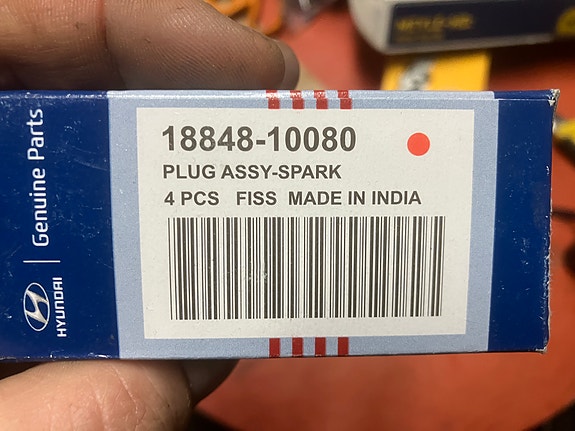 18848-10080
PLUG ASSY-SPARK
4 PCS FISS MADE IN INDIA
HYUNDAI
Genuine Parts